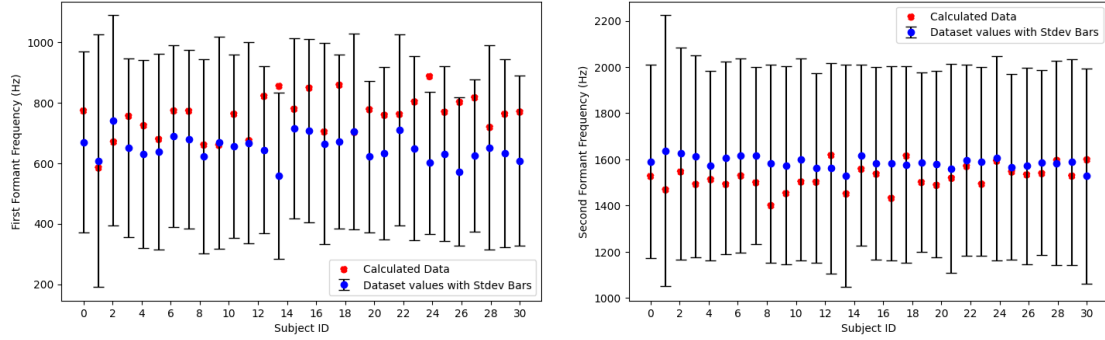 First Formant Frequency (Hz)
1000
800
600
400
200
0 2 4 6 8 10 12 14 16 18 20 22 24 26 28 30
Subject ID
Calculated Data
Dataset values with Stdev Bars
Second Formant Frequency (Hz)
2200
2000
1800
1600
1400
1200
1000
0 2 4 6 8 10 12 14 16 18 20 22 24 26 28 30
Subject ID
Calculated Data
Dataset values with Stdev Bars